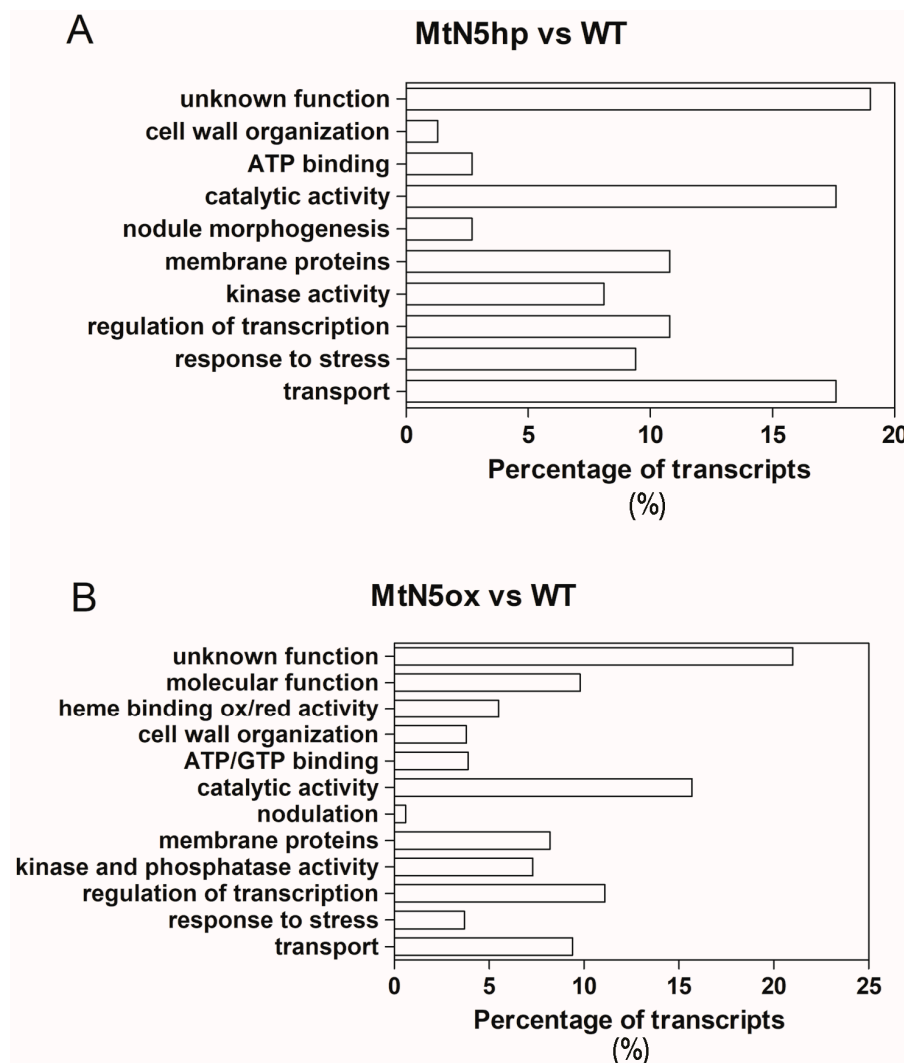 A
MtN5hp vs WT
unknown function
cell wall organization
ATP binding
catalytic activity
nodule morphogenesis
membrane proteins
kinase activity
regulation of transcription
response to stress
transport
0 5 10 15 20
Percentage of transcripts
(%)
B
MtN5ox vs WT
unknown function
molecular function
heme binding ox/red activity
cell wall organization
ATP/GTP binding
catalytic activity
nodulation
membrane proteins
kinase and phosphatase activity
regulation of transcription
response to stress
transport
0 5 10 15 20 25
Percentage of transcripts
(%)